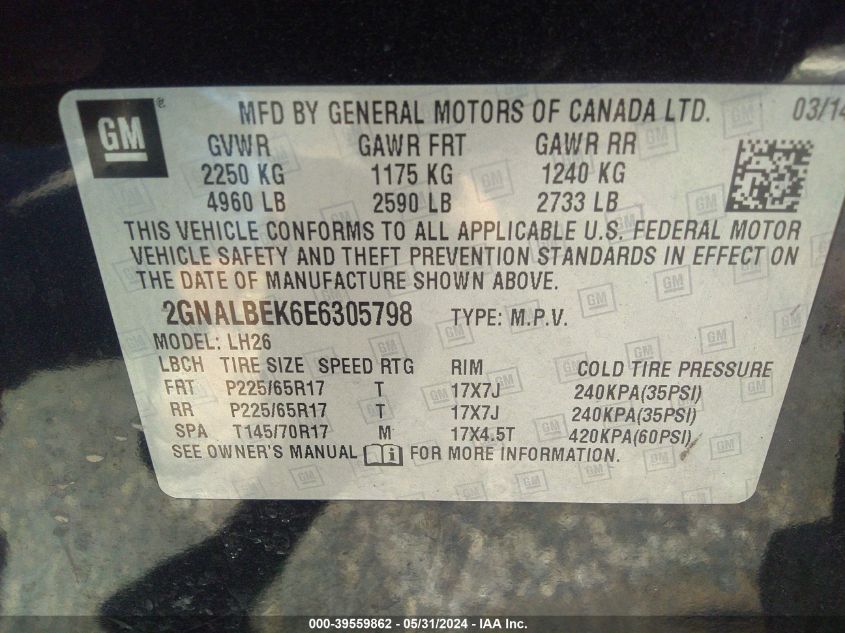 GM ® MFD BY GENERAL MOTORS OF CANADA LTD. 03/14
GVWR GAWR FRT GAWR RR
2250 KG 1175 KG 1240 KG
4960 LB 2590 LB 2733 LB
THIS VEHICLE CONFORMS TO ALL APPLICABLE U.S. FEDERAL MOTOR
VEHICLE SAFETY AND THEFT PREVENTION STANDARDS IN EFFECT ON
THE DATE OF MANUFACTURE SHOWN ABOVE.
2GNALBEK6E6305798 TYPE: M.P.V.
MODEL: LH26
LBCH TIRE SIZE SPEED RTG RIM COLD TIRE PRESSURE
FRT P225/65R17 T 17X7J 240KPA(35PSI)
RR P225/65R17 T 17X7J 240KPA(35PSI)
SPA T145/70R17 M 17X4.5T 420KPA(60PSI)
SEE OWNER'S MANUAL i FOR MORE INFORMATION.
000-39559862 - 05/31/2024 - IAA Inc.